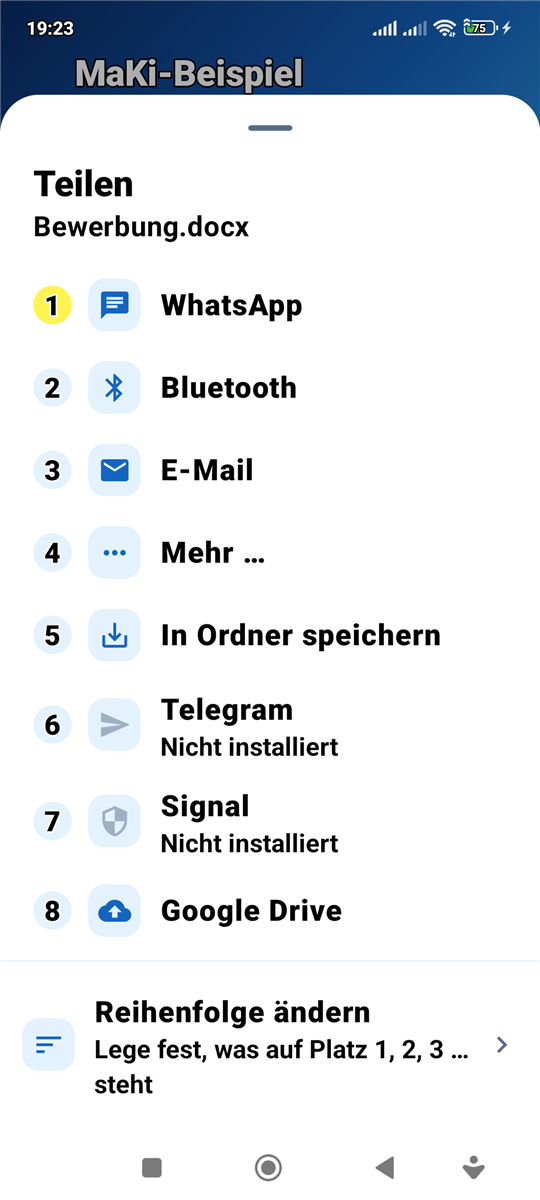 19:23
75
MaKi-Beispiel
Teilen
Bewerbung.docx
1 WhatsApp
2 Bluetooth
3 E-Mail
4 Mehr ...
5 In Ordner speichern
6 Telegram
Nicht installiert
7 Signal
Nicht installiert
8 Google Drive
Reihenfolge ändern
Lege fest, was auf Platz 1, 2, 3 ...
steht